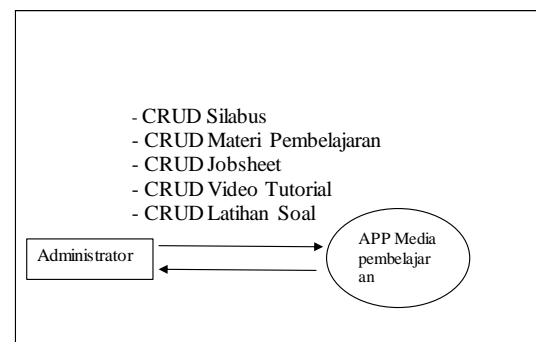 - CRUD Silabus
- CRUD Materi Pembelajaran
- CRUD Jobsheet
- CRUD Video Tutorial
- CRUD Latihan Soal
Administrator
APP Media
pembelajar
an